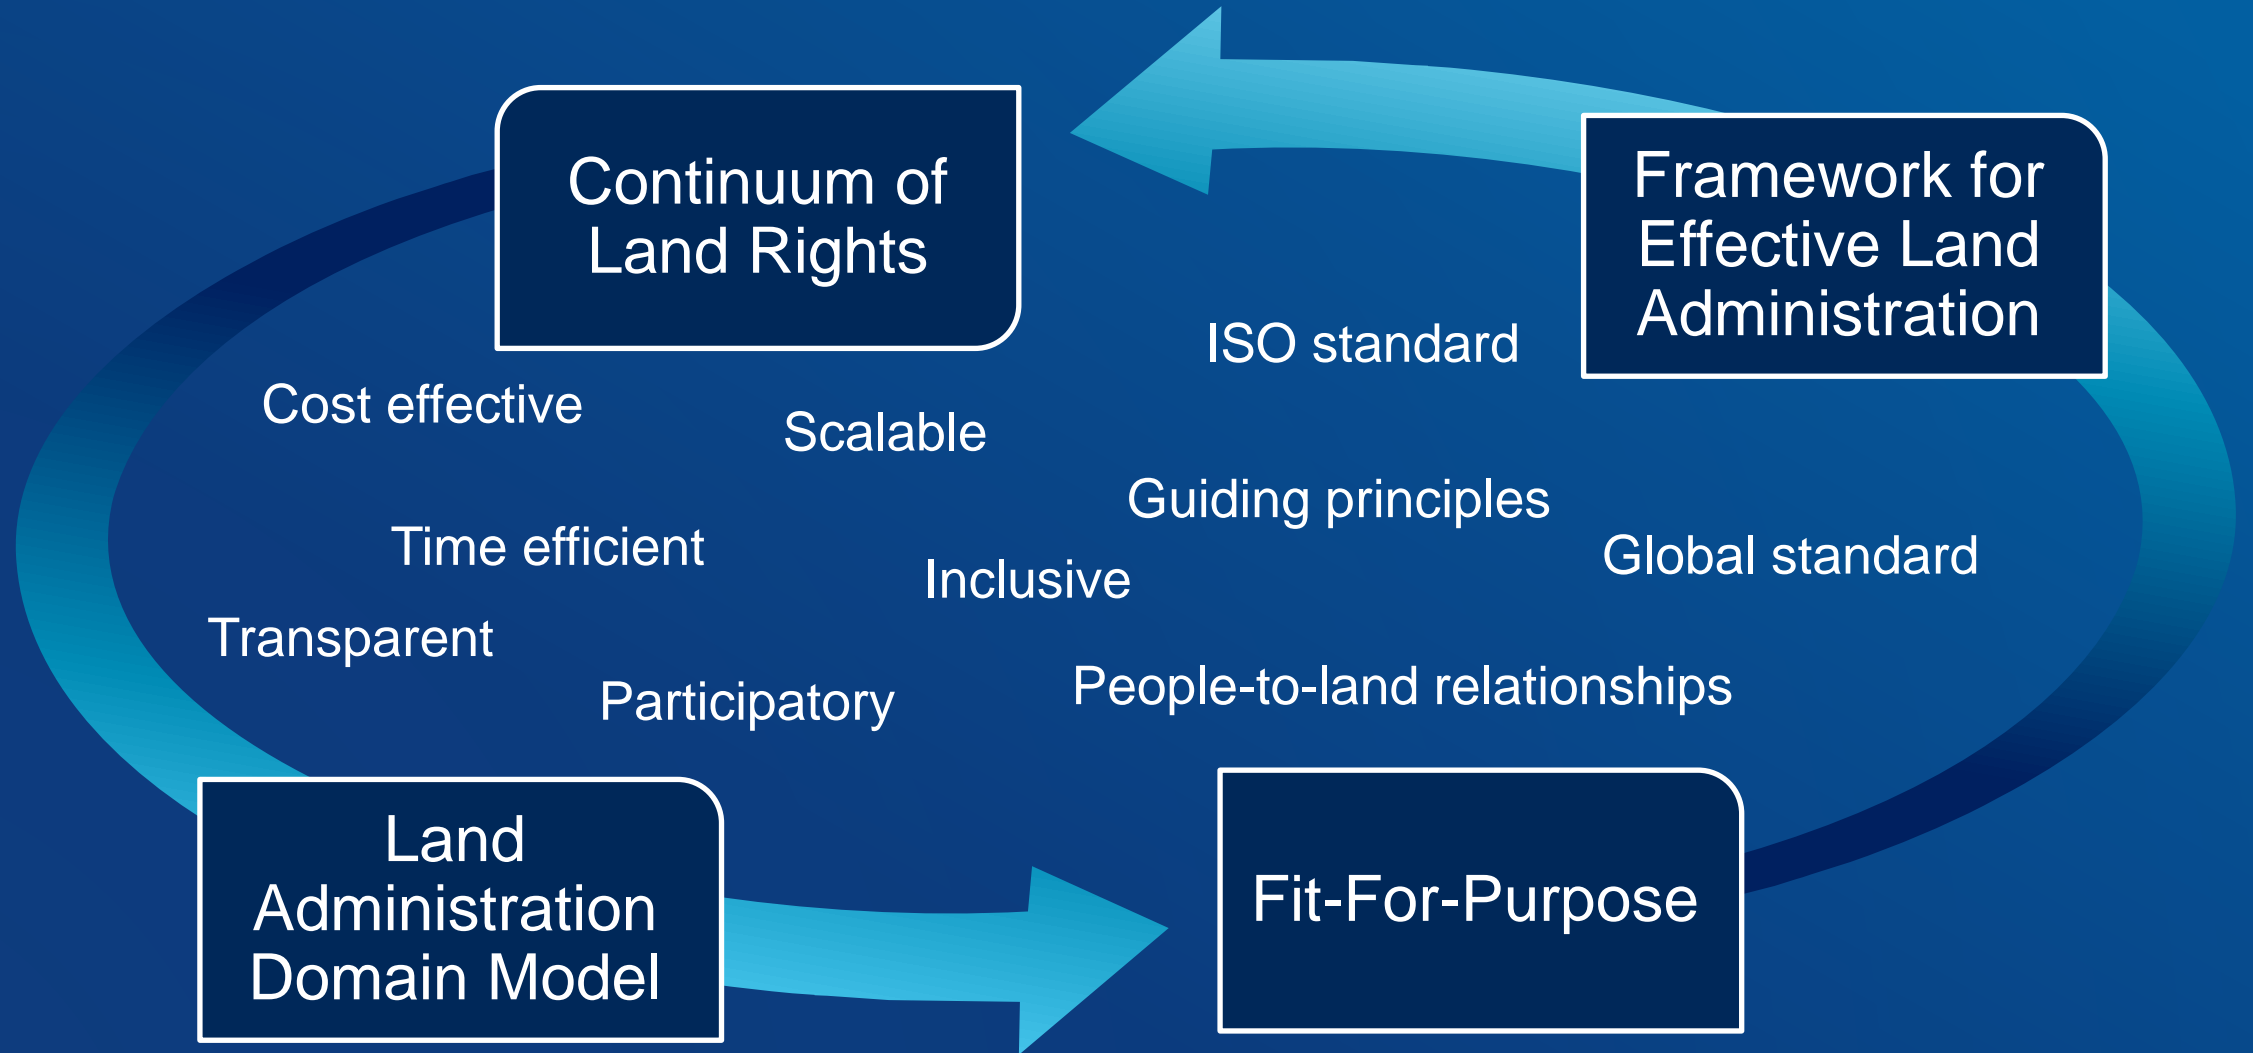 Continuum of
Land Rights
Framework for
Effective Land
Administration
ISO standard
Cost effective
Scalable
Guiding principles
Time efficient
Global standard
Inclusive
Transparent
People-to-land relationships
Participatory
Land
Administration
Domain Model
Fit-For-Purpose